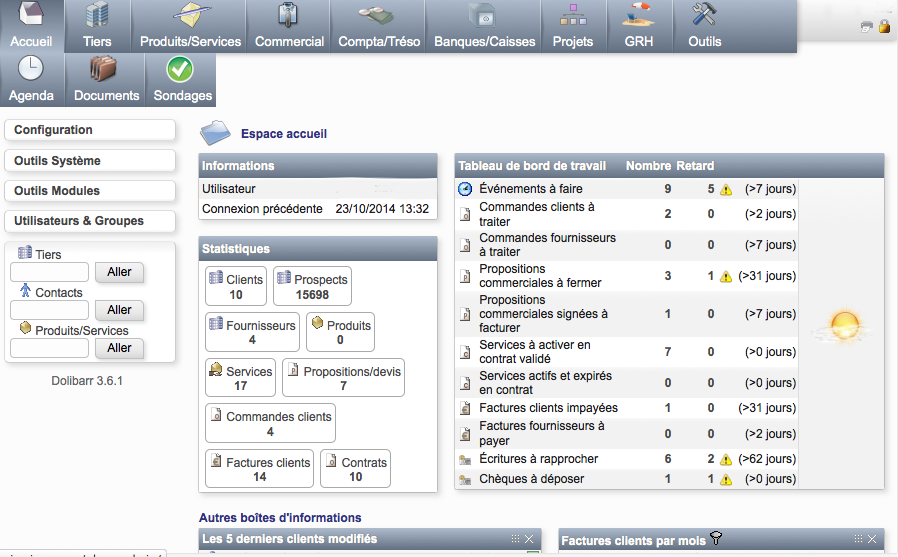 Accueil Tiers Produits/Services Commercial Compta/Tréso Banques/Caisses Projets GRH Outils
Agenda Documents Sondages
Configuration
Outils Système
Outils Modules
Utilisateurs & Groupes
Tiers
Aller
Contacts
Aller
Produits/Services
Aller
Dolibarr 3.6.1
Espace accueil
Informations
Utilisateur
Connexion précédente 23/10/2014 13:32
Statistiques
Clients
10
Prospects
15698
Fournisseurs
4
Produits
0
Services
17
Propositions/devis
7
Commandes clients
4
Factures clients
14
Contrats
10
Tableau de bord de travail Nombre Retard
Événements à faire 9 5 (>7 jours)
Commandes clients à
traiter 2 0 (>2 jours)
Commandes fournisseurs
à traiter 0 0 (>7 jours)
Propositions
commerciales à fermer 3 1 (>31 jours)
Propositions
commerciales signées à
facturer 1 0 (>7 jours)
Services à activer en
contrat validé 7 0 (>0 jours)
Services actifs et expirés
en contrat 0 0 (>0 jours)
Factures clients impayées 1 0 (>31 jours)
Factures fournisseurs à
payer 0 0 (>2 jours)
Écritures à rapprocher 6 2 (>62 jours)
Chèques à déposer 1 1 (>0 jours)
Autres boîtes d'informations
Les 5 derniers clients modifiés
Factures clients par mois